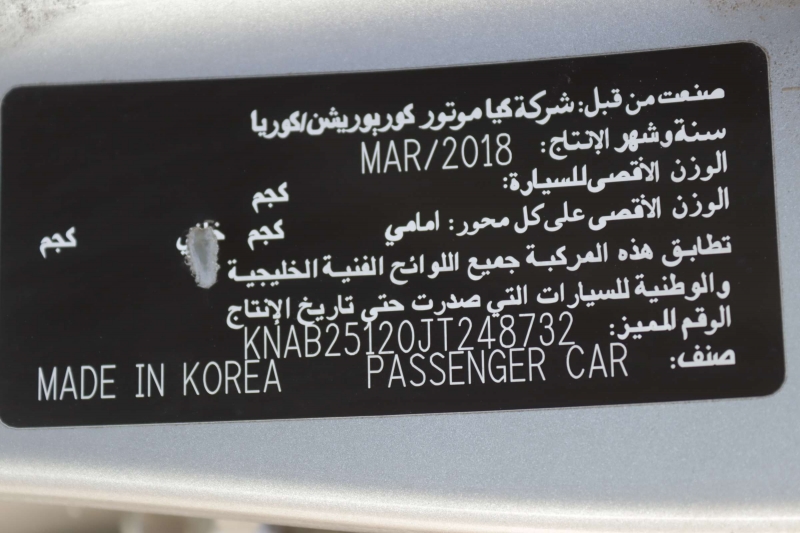 صنعت من قبل: شركة كيا موتور كوربوريشن/كوريا
سنة وشهر الإنتاج: MAR/2018
الوزن الأقصى للسيارة: كجم
الوزن الأقصى على كل محور: امامي كجم كجم
تطابق هذه المركبة جميع اللوائح الفنية الخليجية
والوطنية للسيارات التي صدرت حتى تاريخ الإنتاج
الرقم المميز: KNAB25120JT248732
صنف: PASSENGER CAR MADE IN KOREA